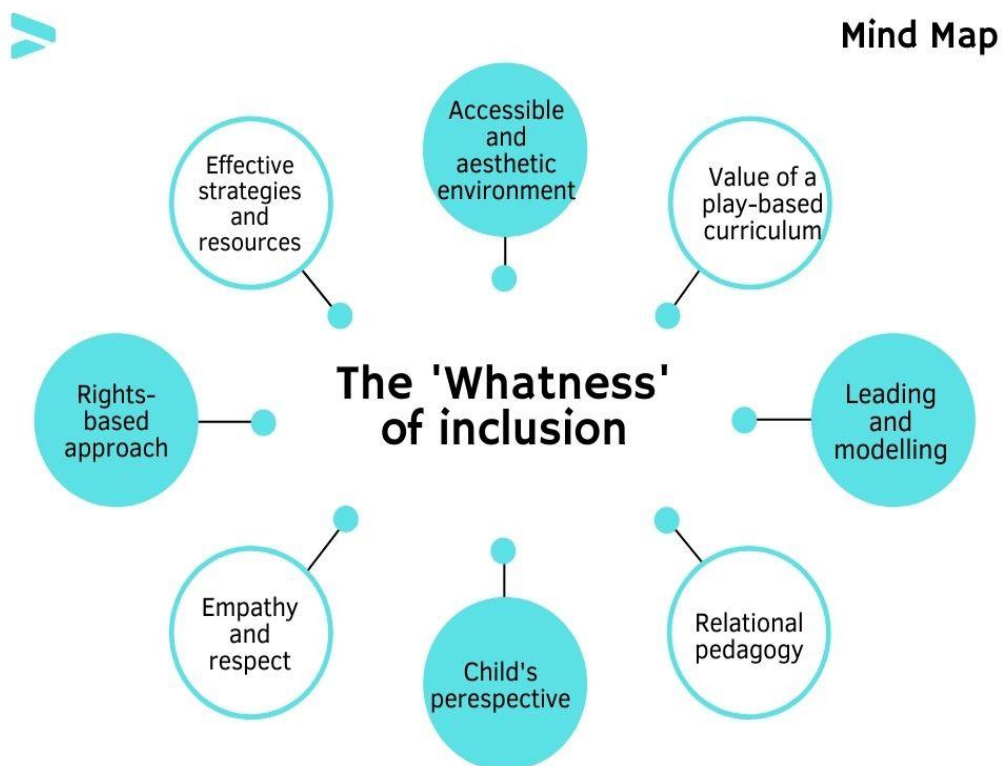 Mind Map
Accessible
and
aesthetic
environment
Effective
strategies
and
resources
Value of a
play-based
curriculum
The 'Whatness'
of inclusion
Rights-
based
approach
Leading
and
modelling
Empathy
and
respect
Child's
perespective
Relational
pedagogy